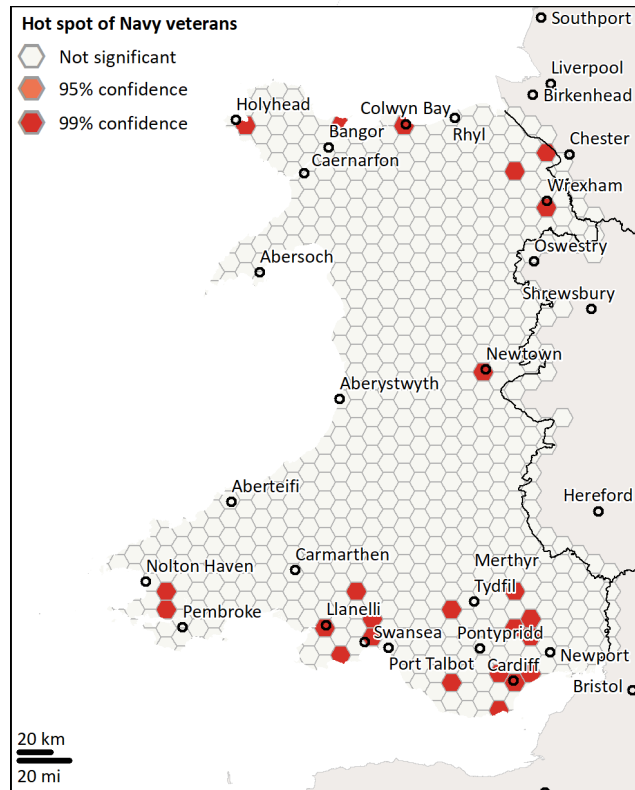 Hot spot of Navy veterans
Not significant
95% confidence
99% confidence
Southport
Liverpool
Birkenhead
Holyhead
Colwyn Bay
Rhyl
Bangor
Chester
Caernarfon
Wrexham
Oswestry
Abersoch
Shrewsbury
Newtown
Aberystwyth
Aberteifi
Hereford
Carmarthen
Merthyr
Tydfil
Nolton Haven
Llanelli
Pembroke
Swansea
Pontypridd
Port Talbot
Cardiff
Newport
Bristol
20 km
20 mi